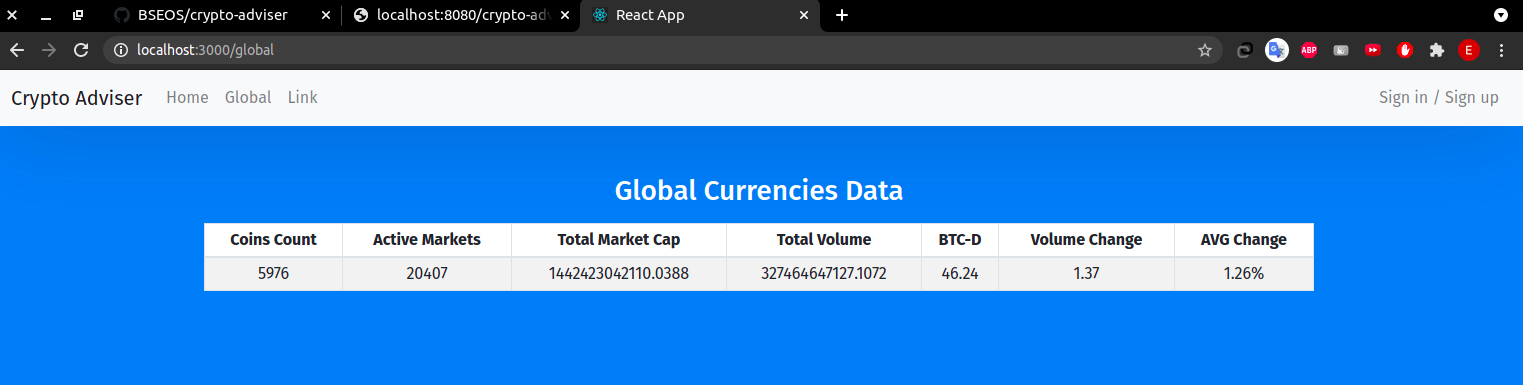 BSEOS/crypto-adviser
localhost:8080/crypto-adv
React App
localhost:3000/global
ABP
E
Crypto Adviser Home Global Link Sign in / Sign up
Global Currencies Data
Coins Count Active Markets Total Market Cap Total Volume BTC-D Volume Change AVG Change
5976 20407 1442423042110.0388 327464647127.1072 46.24 1.37 1.26%